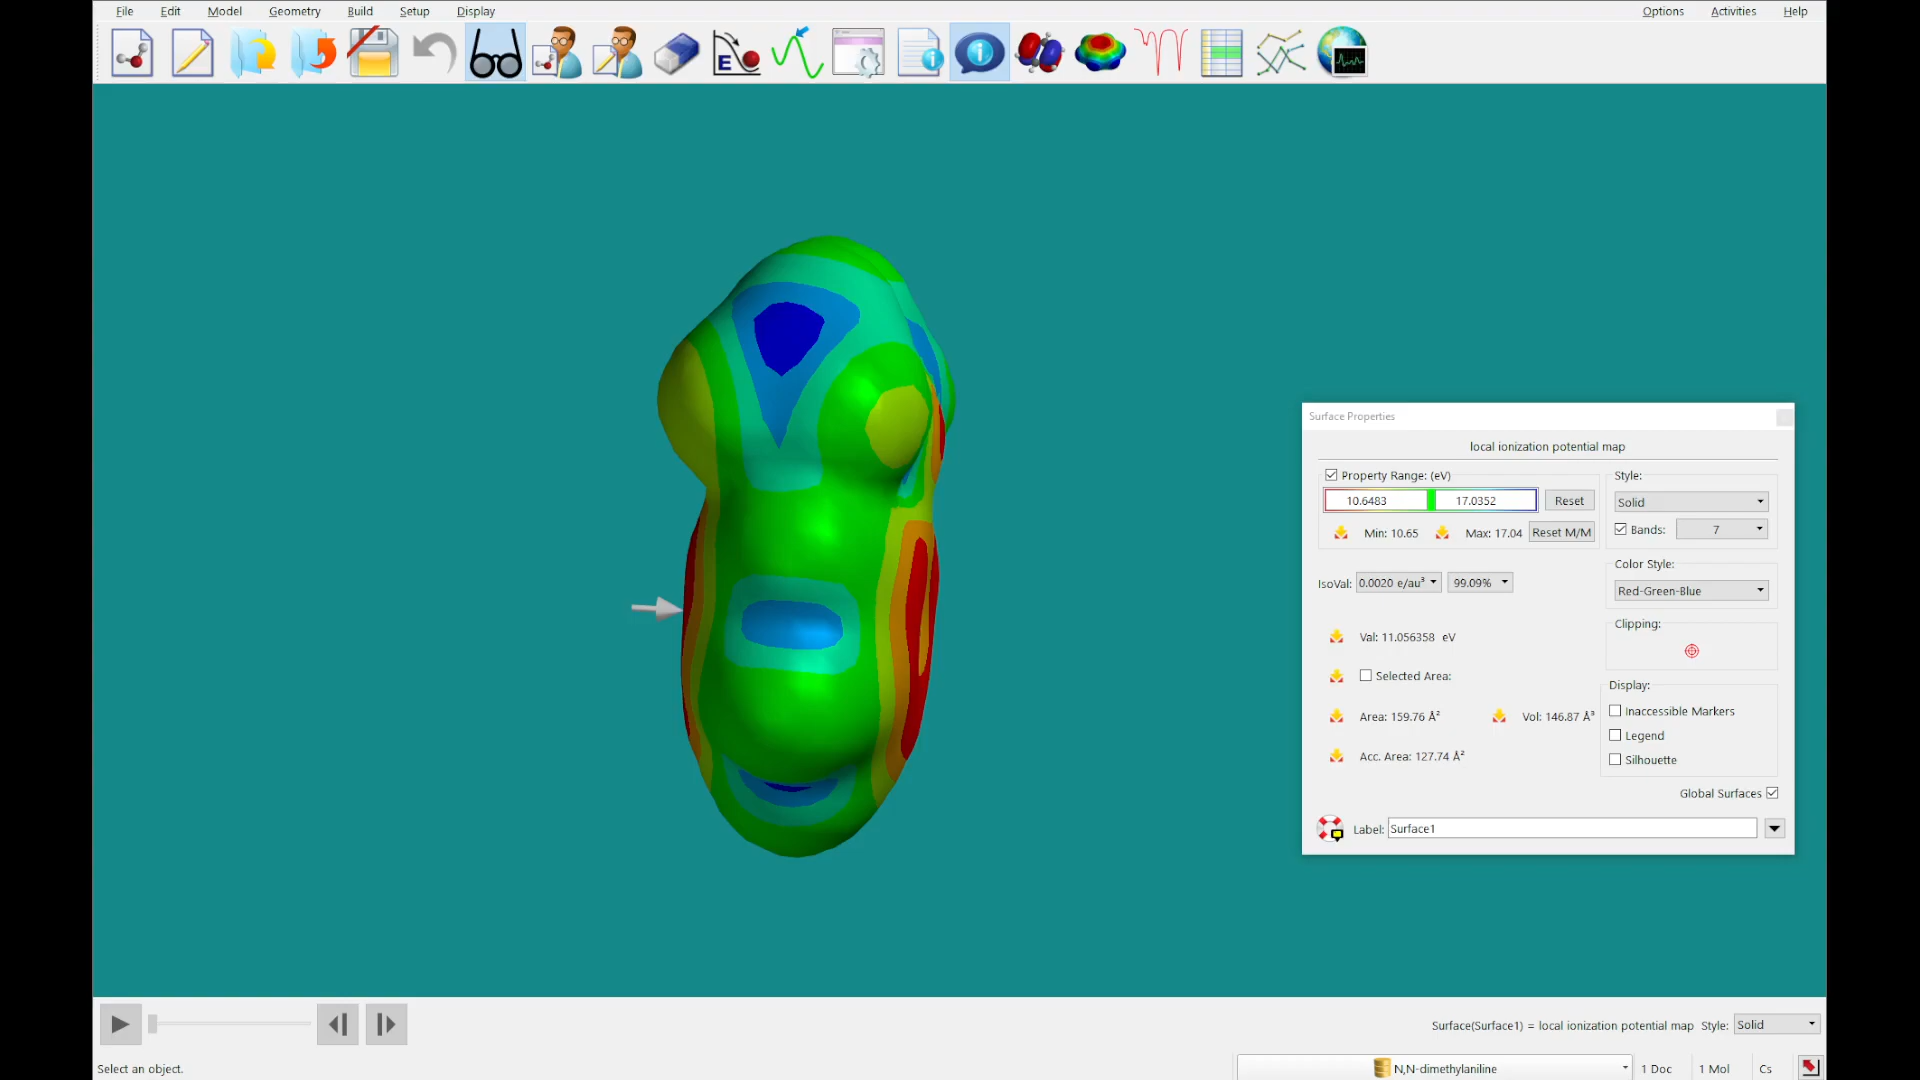 File Edit Model Geometry Build Setup Display Options Activities Help
E
Surface Properties
local ionization potential map
Property Range: (eV)
10.6483 17.0352 Reset
Min: 10.65 Max: 17.04 Reset M/M
Style:
Solid
Bands: 7
Color Style:
Red-Green-Blue
IsoVal: 0.0020 e/au³ 99.09%
Clipping:
Val: 11.056358 eV
Selected Area:
Display:
Area: 159.76 Å² Vol: 146.87 Å³
Inaccessible Markers
Legend
Acc. Area: 127.74 Å²
Silhouette
Global Surfaces
Label: Surface1
Surface(Surface1) = local ionization potential map Style: Solid
Select an object.
N,N-dimethylaniline 1 Doc 1 Mol Cs